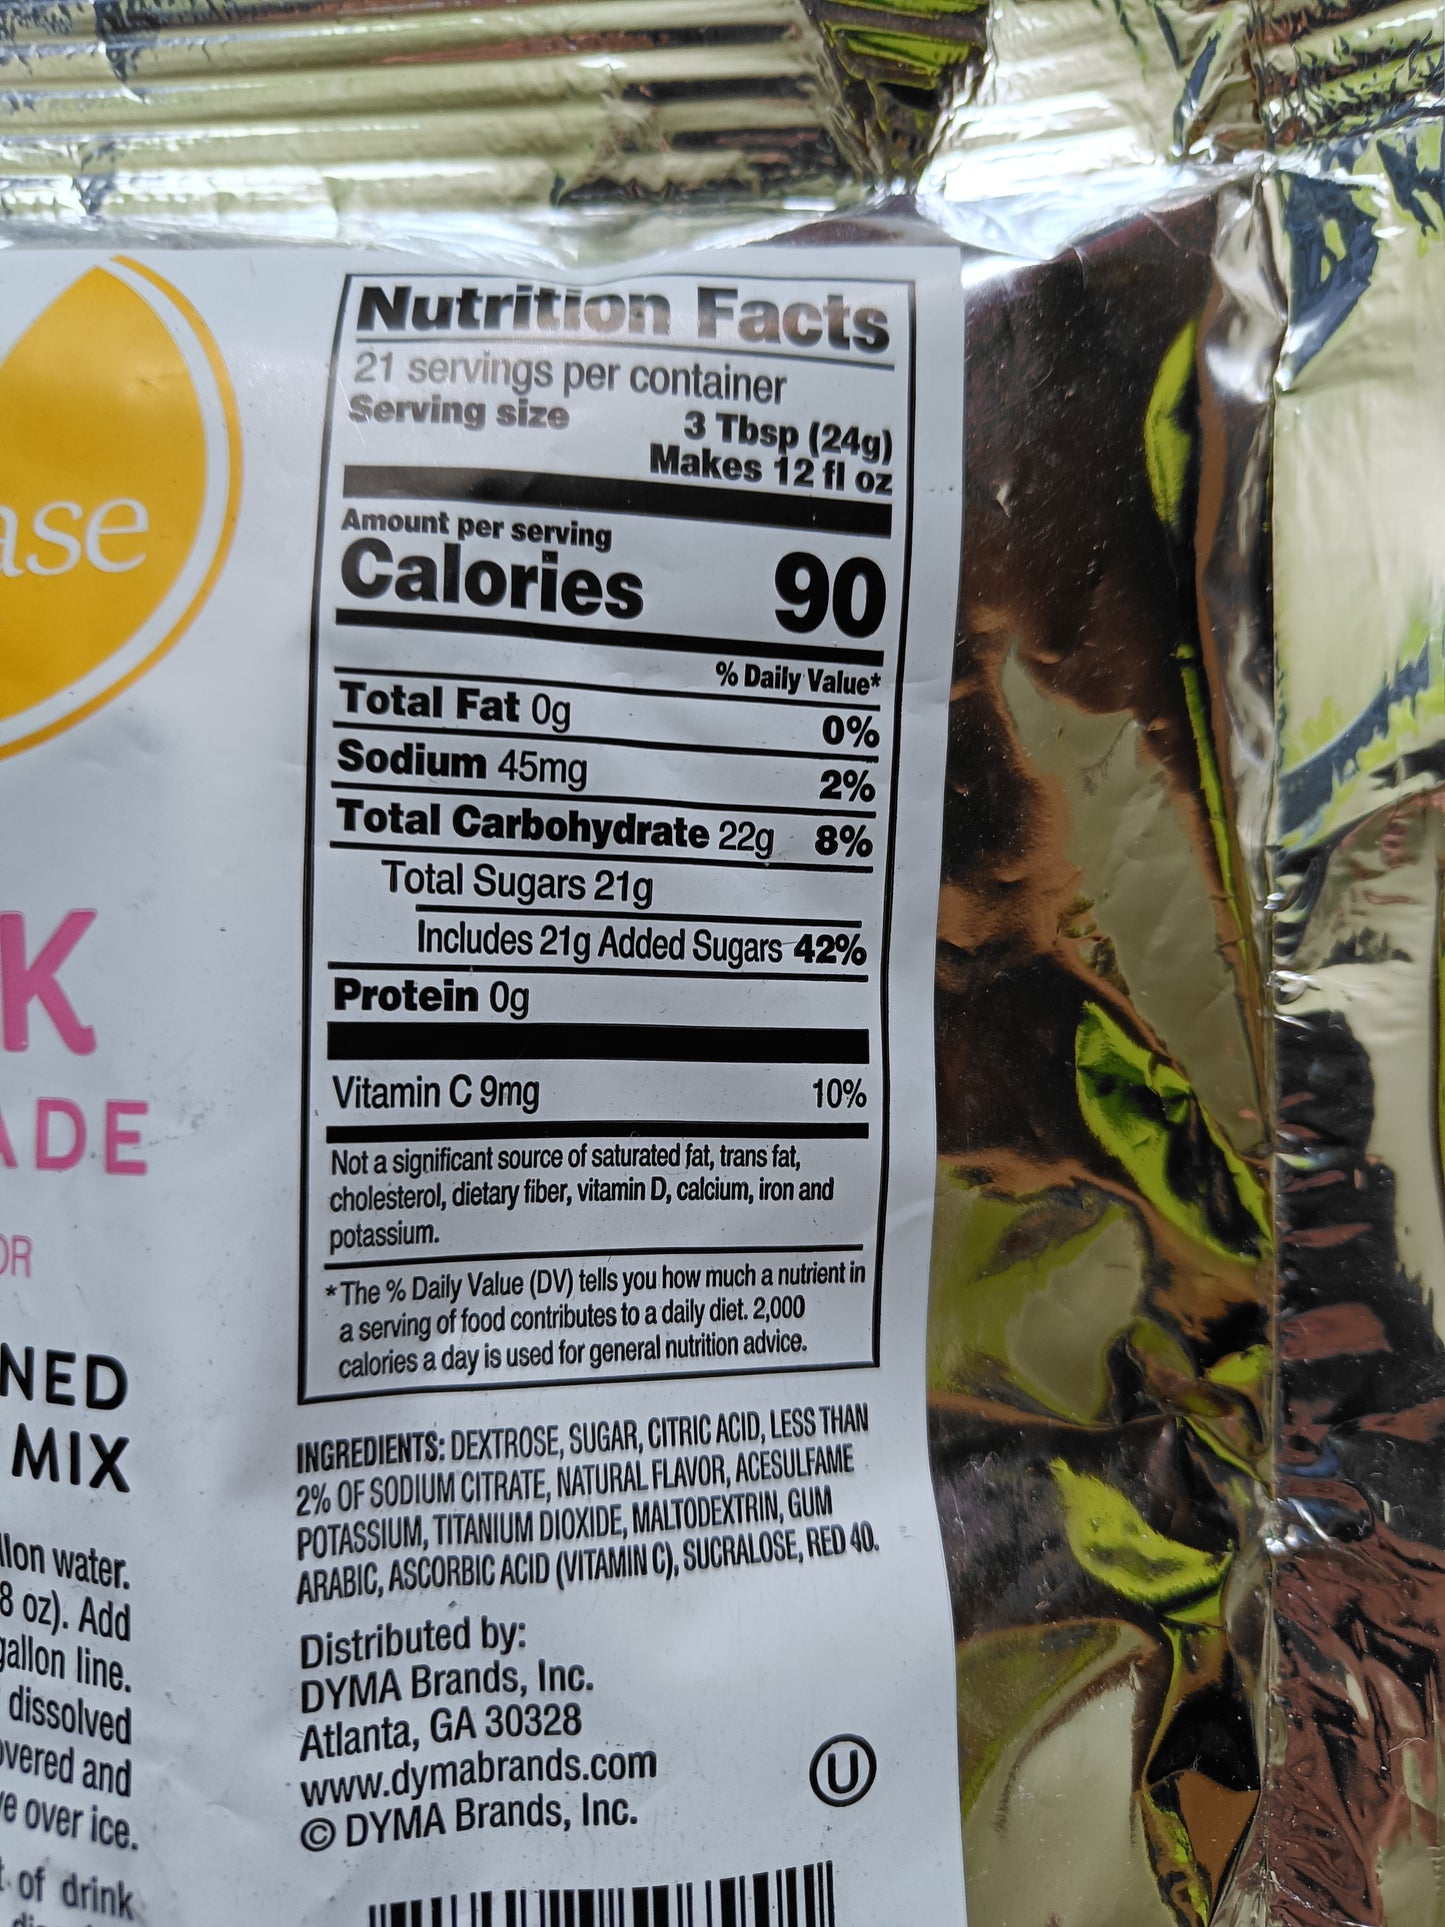 ase
K
ADE
OR
NED
MIX
llon water.
8 oz). Add
gallon line.
dissolved
overed and
ve over ice.
t of drink
Nutrition Facts
21 servings per container
Serving size 3 Tbsp (24g)
Makes 12 fl oz
Amount per serving
Calories 90
% Daily Value*
Total Fat 0g 0%
Sodium 45mg 2%
Total Carbohydrate 22g 8%
Total Sugars 21g
Includes 21g Added Sugars 42%
Protein 0g
Vitamin C 9mg 10%
Not a significant source of saturated fat, trans fat,
cholesterol, dietary fiber, vitamin D, calcium, iron and
potassium.
*The % Daily Value (DV) tells you how much a nutrient in
a serving of food contributes to a daily diet. 2,000
calories a day is used for general nutrition advice.
INGREDIENTS: DEXTROSE, SUGAR, CITRIC ACID, LESS THAN
2% OF SODIUM CITRATE, NATURAL FLAVOR, ACESULFAME
POTASSIUM, TITANIUM DIOXIDE, MALTODEXTRIN, GUM
ARABIC, ASCORBIC ACID (VITAMIN C), SUCRALOSE, RED 40.
Distributed by:
DYMA Brands, Inc.
Atlanta, GA 30328
www.dymabrands.com
© DYMA Brands, Inc.
U